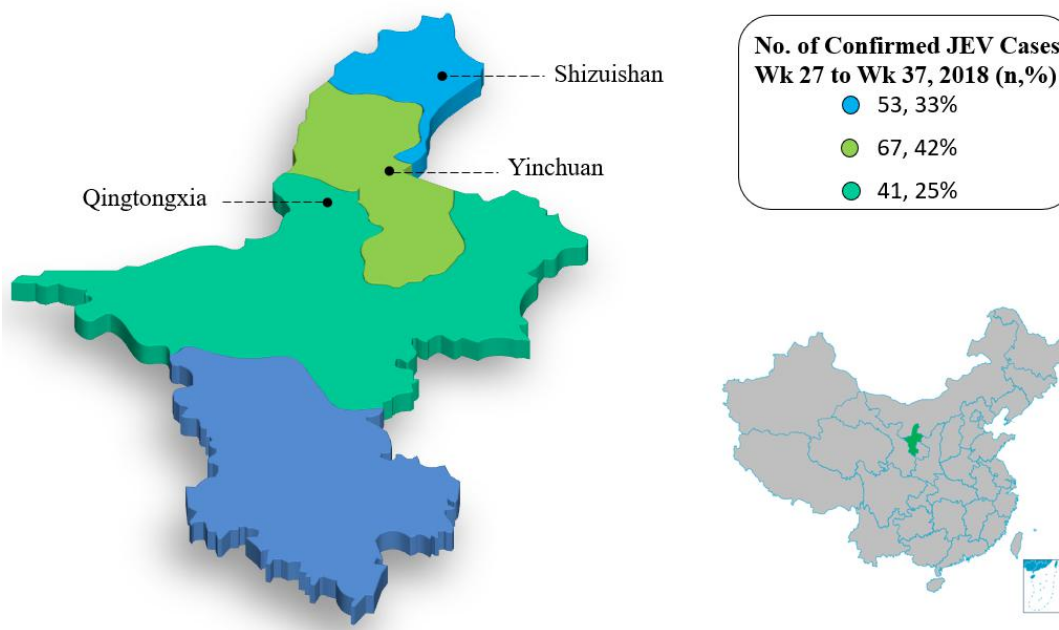 No. of Confirmed JEV Cases
Wk 27 to Wk 37, 2018 (n,%)
53, 33%
67, 42%
41, 25%
Shizuishan
Yinchuan
Qingtongxia